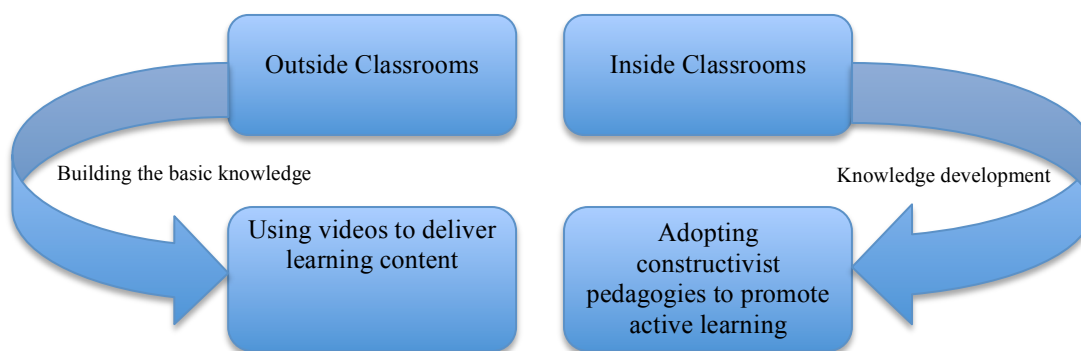 Outside Classrooms
Inside Classrooms
Building the basic knowledge
Knowledge development
Using videos to deliver
learning content
Adopting
constructivist
pedagogies to promote
active learning